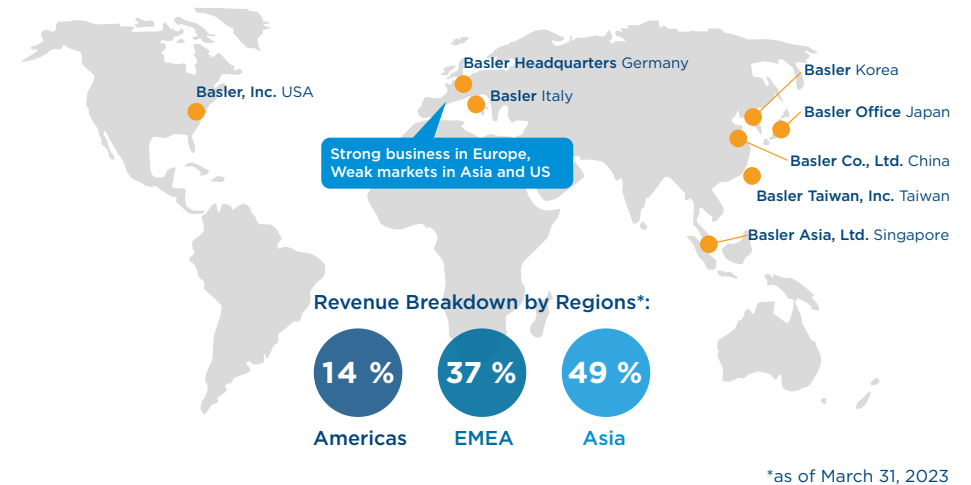 Basler Headquarters Germany
Basler Korea
Basler, Inc. USA
Basler Italy
Basler Office Japan
Strong business in Europe,
Weak markets in Asia and US
Basler Co., Ltd. China
Basler Taiwan, Inc. Taiwan
Basler Asia, Ltd. Singapore
Revenue Breakdown by Regions*:
14 %
37 %
49 %
Americas
EMEA
Asia
*as of March 31, 2023